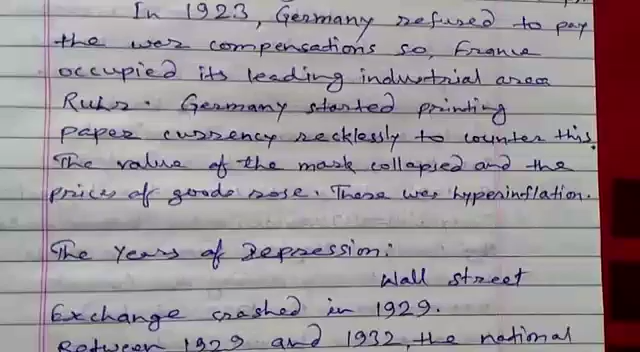 In 1923, Germany refused to pay
the war compensations so, France
occupied its leading industrial area
Ruhr. Germany started printing
paper currency recklessly to counter this.
The value of the mark collapsed and the
prices of goods rose. There was hyperinflation.
The Years of Depression:
Wall Street
Exchange crashed in 1929.
Between 1929 and 1932, the national